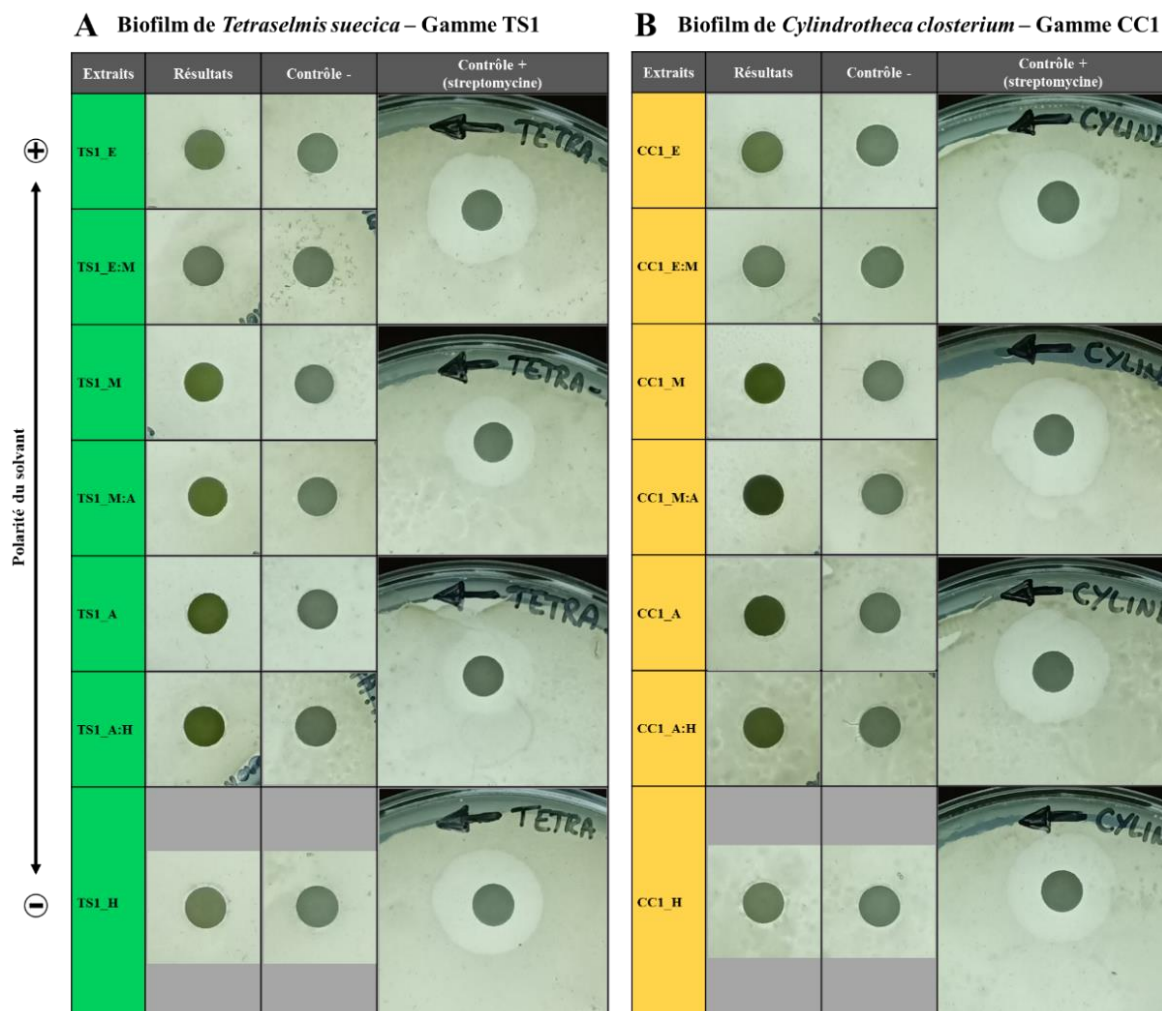 A Biofilm de Tetraselmis suecica – Gamme TS1
Extraits Résultats Contrôle - Contrôle +
(streptomycine)
TS1_E
TS1_E:M
TS1_M
TS1_M:A
TS1_A
TS1_A:H
TS1_H
TETRA-
TETRA-
TETRA
TETRA
B Biofilm de Cylindrotheca closterium – Gamme CC1
Extraits Résultats Contrôle - Contrôle +
(streptomycine)
CC1_E
CC1_E:M
CC1_M
CC1_M:A
CC1_A
CC1_A:H
CC1_H
CYLIND
CYLIN
CYLIND
CYLIN
+
Polarité du solvant
−